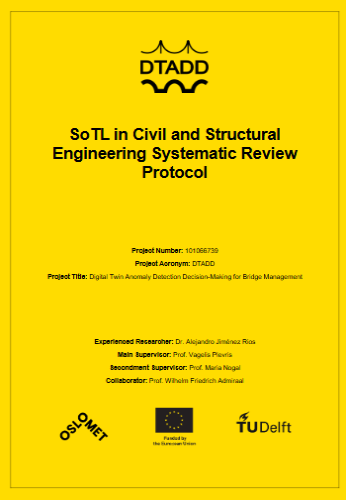 DTADD
SoTL in Civil and Structural
Engineering Systematic Review
Protocol
Project Number: 101066739
Project Acronym: DTADD
Project Title: Digital Twin Anomaly Detection Decision-Making for Bridge Management
Experienced Researcher: Dr. Alejandro Jiménez Rios
Main Supervisor: Prof. Vagelis Plevris
Secondment Supervisor: Prof. Maria Nogal
Collaborator: Prof. Wilhelm Friedrich Admiraal
OSLOMET
Funded by
the European Union
TUDelft